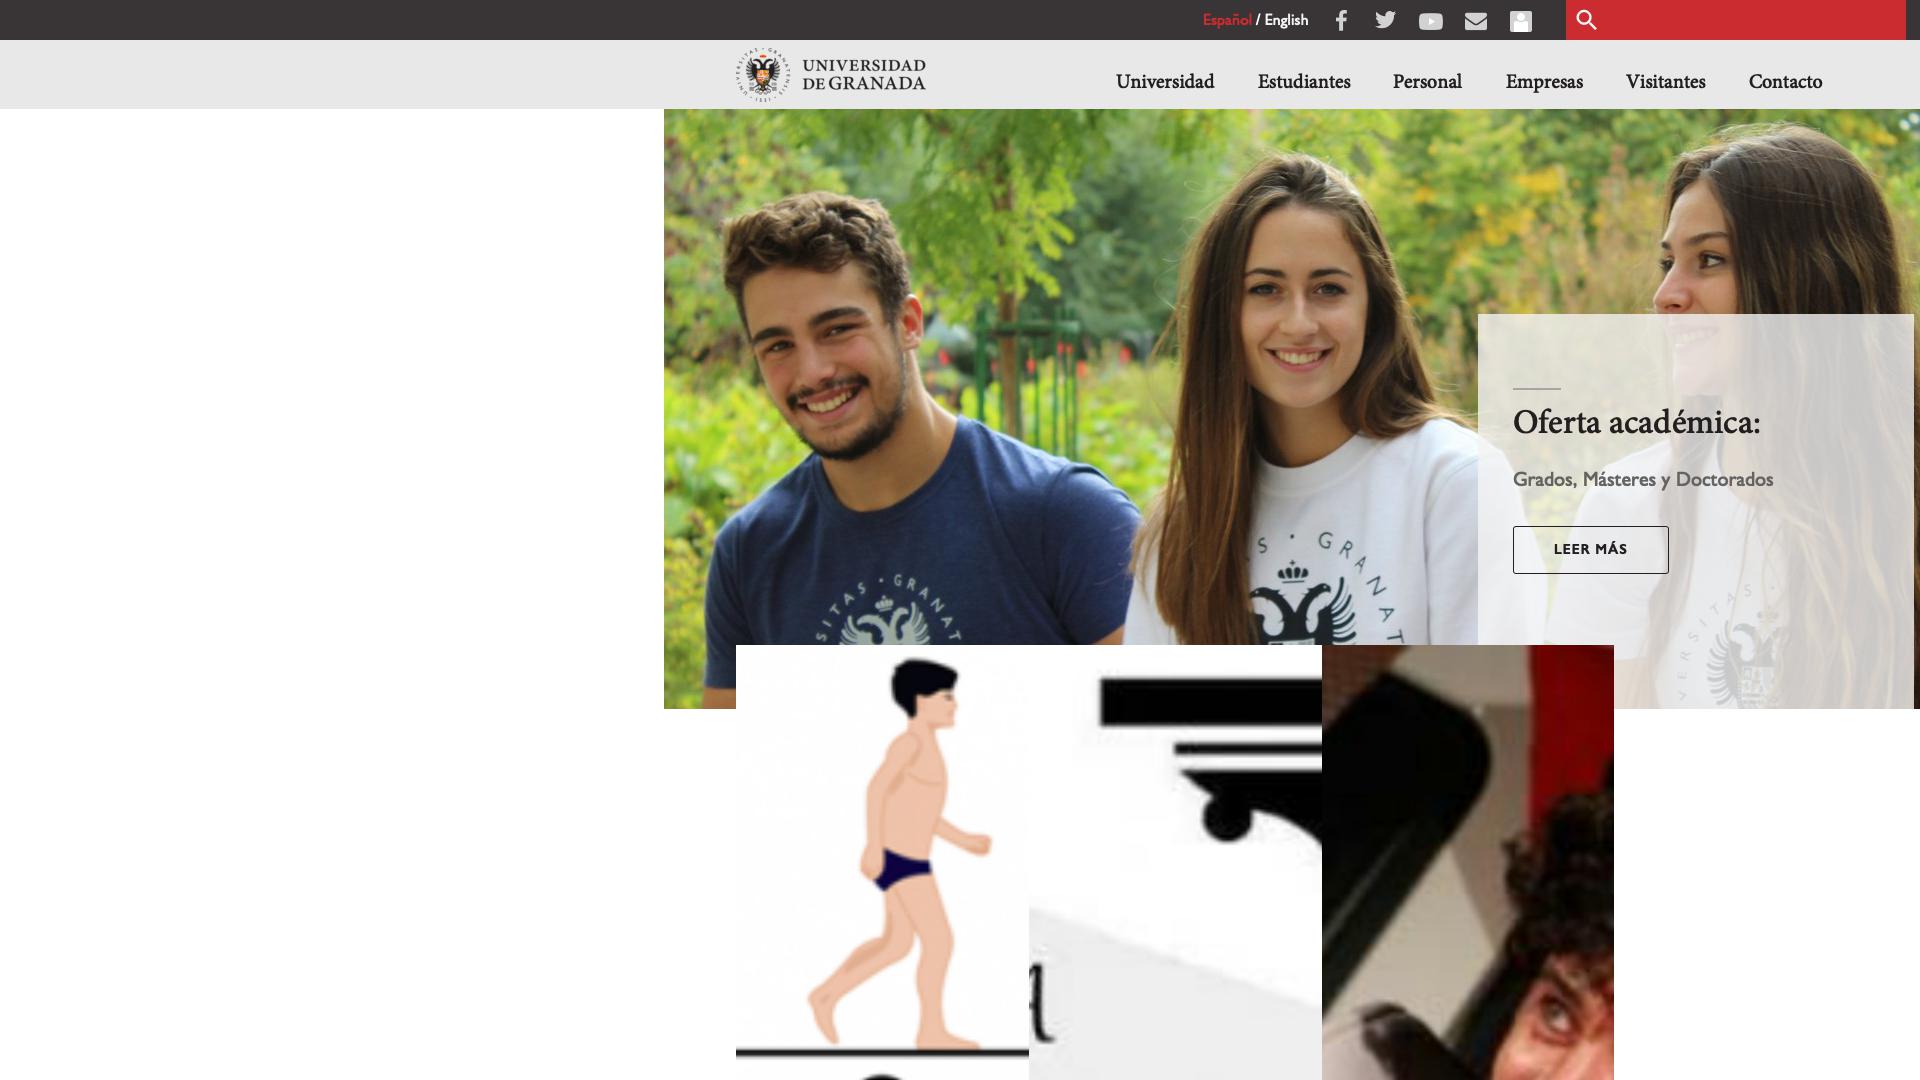 Español / English
UNIVERSIDAD
DE GRANADA
Universidad
Estudiantes
Personal
Empresas
Visitantes
Contacto
Oferta académica:
Grados, Másteres y Doctorados
LEER MÁS